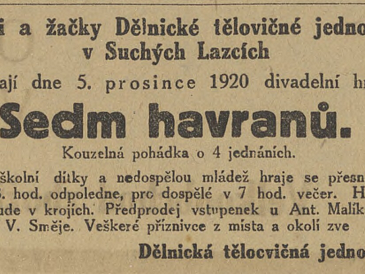 i a žačky Dělnické tělovičné jedno
v Suchých Lazcích
ají dne 5. prosince 1920 divadelní h
Sedm havranů.
Kouzelná pohádka o 4 jednáních.
školní dítky a nedospělou mládež hraje se přesn
. hod. odpoledne, pro dospělé v 7 hod. večer. H
ude v krojích. Předprodej vstupenek u Ant. Malík
V. Směje. Veškeré příznivce z místa a okolí zve
Dělnická tělocvičná jedno